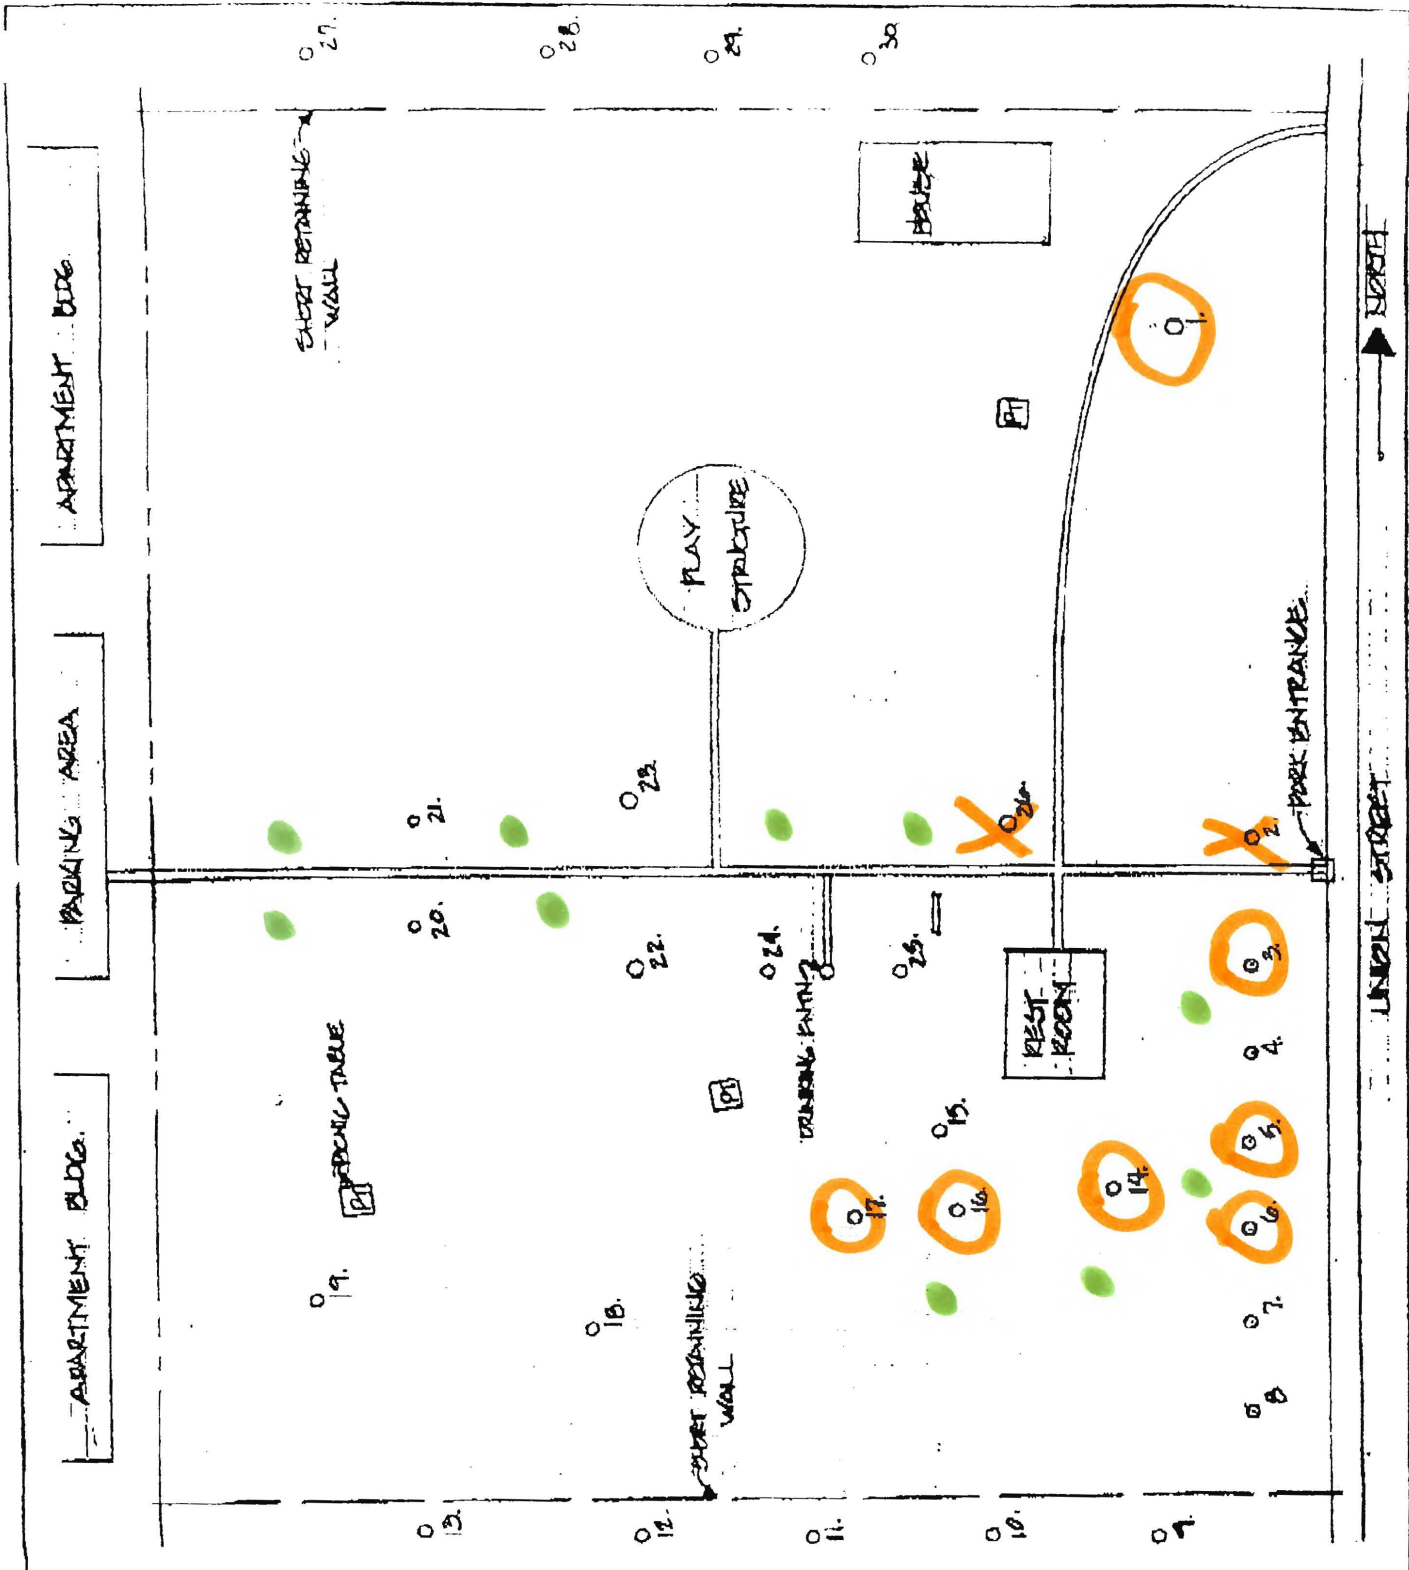 APARTMENT BLDG.
PARKING AREA
APARTMENT BLDG.
SHORT RETAINING
WALL
27.
28.
29.
30.
HOUSE
1.
PT
PLAY
STRUCTURE
21.
23.
26.
2.
PARK ENTRANCE
20.
22.
24.
DRINKING FNTN
25.
REST
ROOM
3.
4.
5.
6.
7.
8
PICNIC TABLE
PT
PT
15.
14.
16.
17.
19.
18.
SHORT RETAINING
WALL
13.
12.
11.
10.
9.
UNION STREET
NORTH